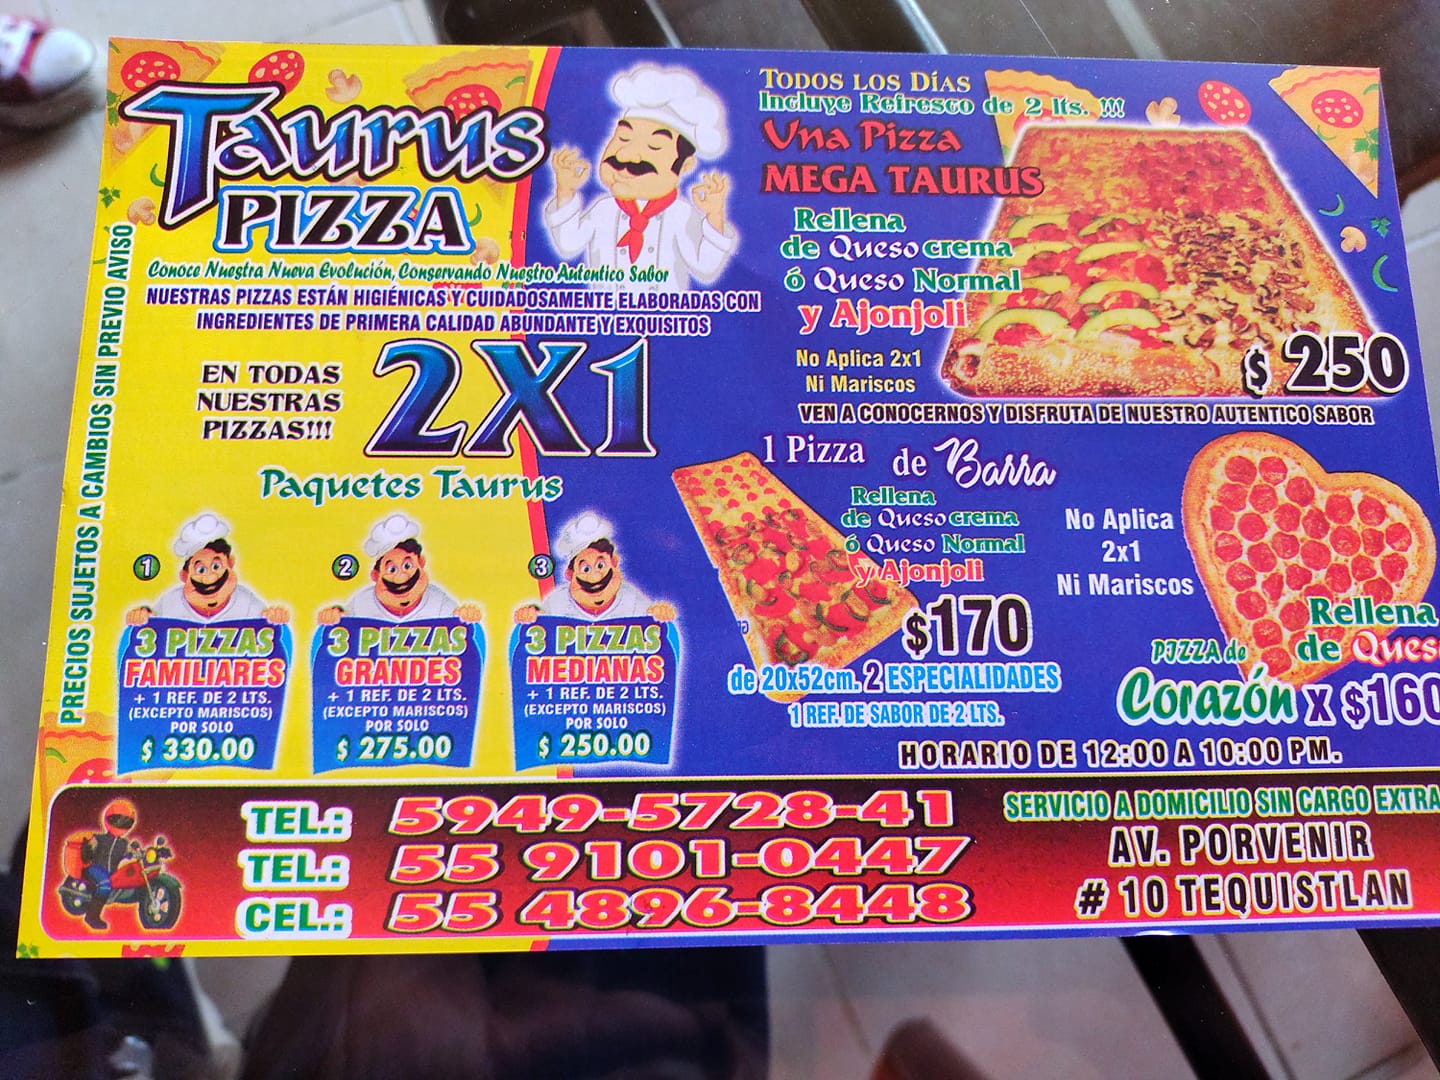 Taurus
PIZZA
Conoce Nuestra Nueva Evolución, Conservando Nuestro Autentico Sabor
NUESTRAS PIZZAS ESTÁN HIGIÉNICAS Y CUIDADOSAMENTE ELABORADAS CON
INGREDIENTES DE PRIMERA CALIDAD ABUNDANTE Y EXQUISITOS
EN TODAS
NUESTRAS
PIZZAS!!!
2X1
Paquetes Taurus
PRECIOS SUJETOS A CAMBIOS SIN PREVIO AVISO
1
3 PIZZAS
FAMILIARES
+ 1 REF. DE 2 LTS.
(EXCEPTO MARISCOS)
POR SOLO
$ 330.00
2
3 PIZZAS
GRANDES
+ 1 REF. DE 2 LTS.
(EXCEPTO MARISCOS)
POR SOLO
$ 275.00
3
3 PIZZAS
MEDIANAS
+ 1 REF. DE 2 LTS.
(EXCEPTO MARISCOS)
POR SOLO
$ 250.00
TODOS LOS DÍAS
Incluye Refresco de 2 lts. !!!
Una Pizza
MEGA TAURUS
Rellena
de Queso crema
ó Queso Normal
y Ajonjoli
No Aplica 2x1
Ni Mariscos
$ 250
VEN A CONOCERNOS Y DISFRUTA DE NUESTRO AUTENTICO SABOR
1 Pizza de Barra
Rellena
de Queso crema
ó Queso Normal
y Ajonjoli
$170
de 20x52cm. 2 ESPECIALIDADES
1 REF. DE SABOR DE 2 LTS.
No Aplica
2x1
Ni Mariscos
Rellena
PIZZA de de Ques
Corazón x $160
HORARIO DE 12:00 A 10:00 PM.
TEL.: 5949-5728-41
TEL.: 55 9101-0447
CEL.: 55 4896-8448
SERVICIO A DOMICILIO SIN CARGO EXTRA
AV. PORVENIR
# 10 TEQUISTLAN